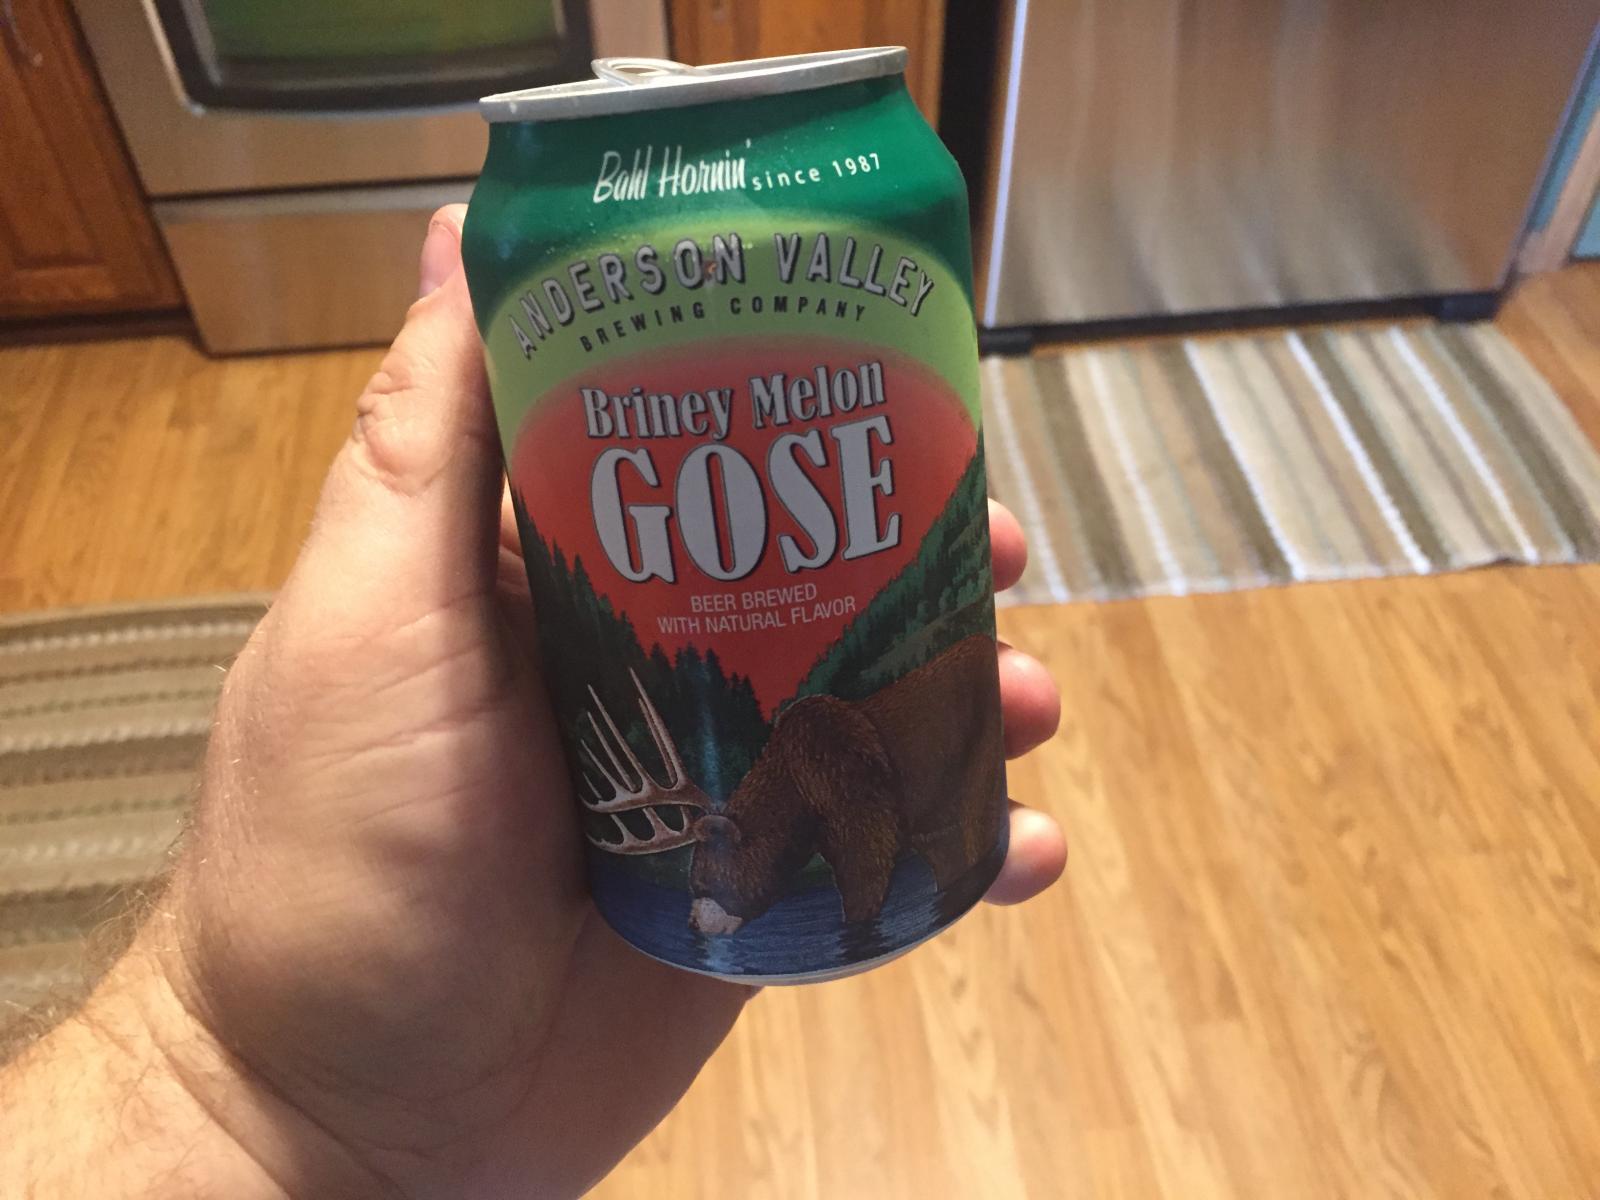 Bahl Hornin' since 1987
ANDERSON VALLEY
BREWING COMPANY
Briney Melon
GOSE
BEER BREWED
WITH NATURAL FLAVOR